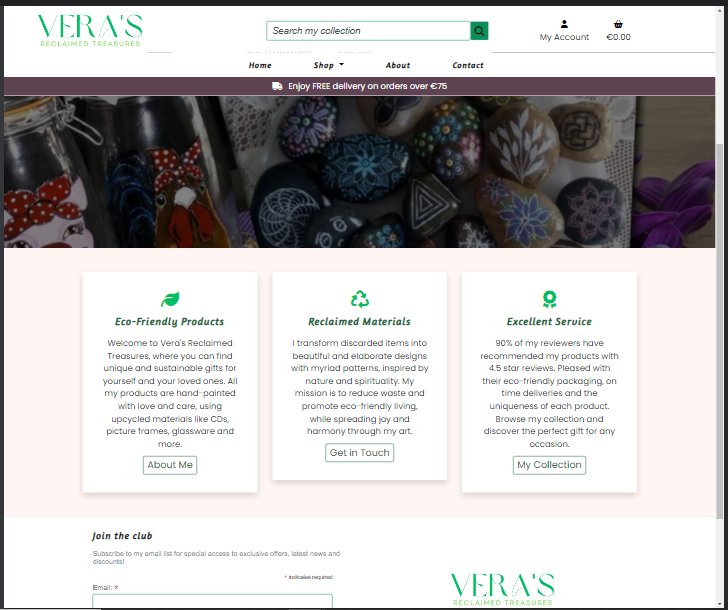 VERA'S
RECLAIMED TREASURES
Search my collection
My Account
€0.00
Home
Shop
About
Contact
Enjoy FREE delivery on orders over €75
Eco-Friendly Products
Welcome to Vera's Reclaimed
Treasures, where you can find
unique and sustainable gifts for
yourself and your loved ones. All
my products are hand-painted
with love and care, using
upcycled materials like CDs,
picture frames, glassware and
more.
About Me
Reclaimed Materials
I transform discarded items into
beautiful and elaborate designs
with myriad patterns, inspired by
nature and spirituality. My
mission is to reduce waste and
promote eco-friendly living,
while spreading joy and
harmony through my art.
Get in Touch
Excellent Service
90% of my reviewers have
recommended my products with
4.5 star reviews. Pleased with
their eco-friendly packaging, on
time deliveries and the
uniqueness of each product.
Browse my collection and
discover the perfect gift for any
occasion.
My Collection
Join the club
Subscribe to my email list for special access to exclusive offers, latest news and
discounts!
* indicates required
Email: *
VERA'S
RECLAIMED TREASURES